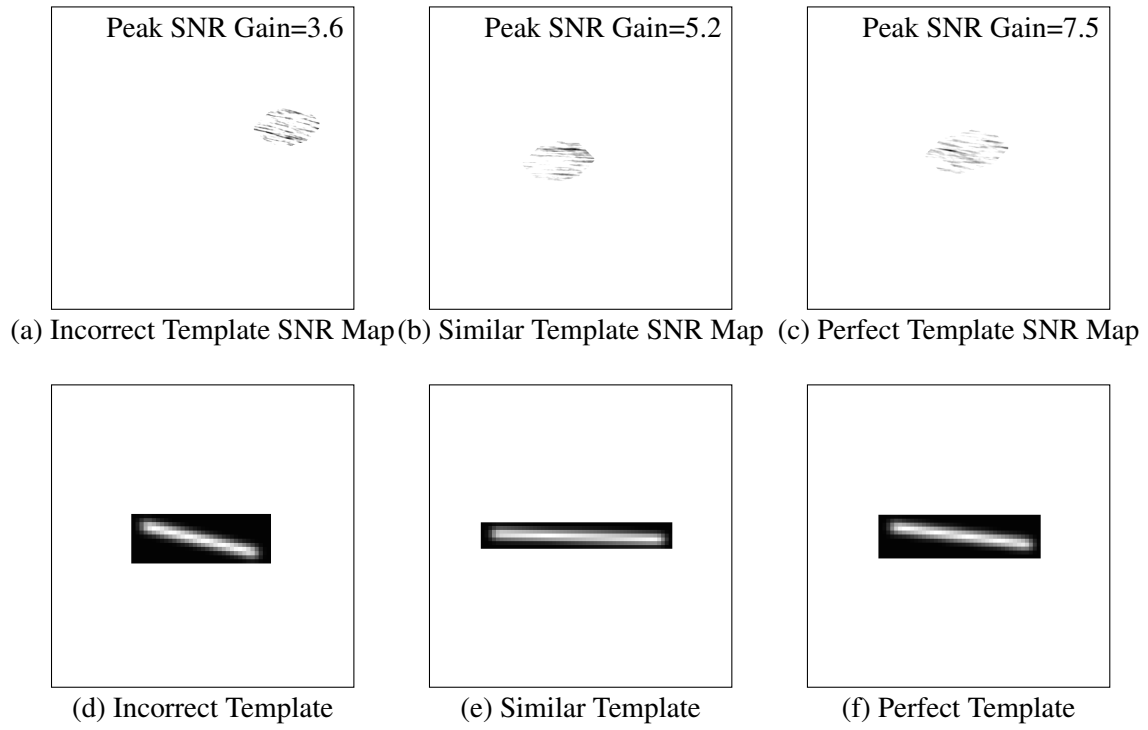 Peak SNR Gain=3.6
Peak SNR Gain=5.2
Peak SNR Gain=7.5
(a) Incorrect Template SNR Map
(b) Similar Template SNR Map
(c) Perfect Template SNR Map
(d) Incorrect Template
(e) Similar Template
(f) Perfect Template